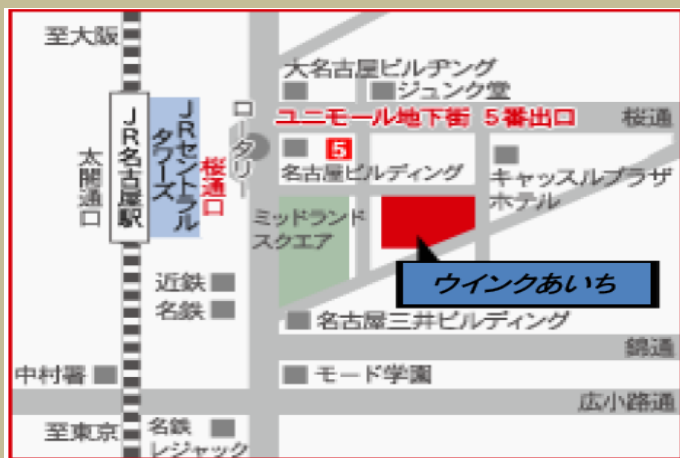 至大阪
大名古屋ビルヂング
ジュンク堂
ユニモール地下街 5番出口
桜通
ロータリー
JRセントラル
タワーズ
JR名古屋駅
太閤通口
桜通口
5
名古屋ビルディング
キャッスルプラザ
ホテル
ミッドランド
スクエア
ウインクあいち
近鉄
名鉄
名古屋三井ビルディング
錦通
中村署
モード学園
広小路通
至東京
名鉄
レジャック